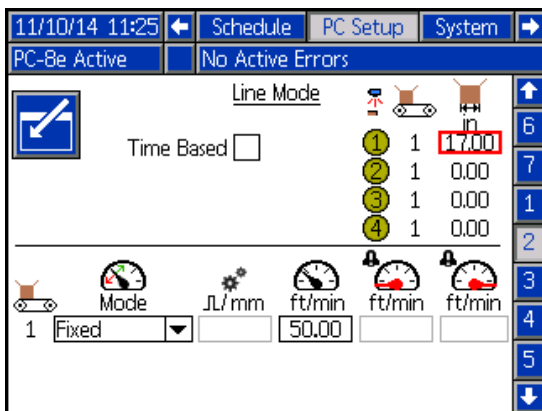 11/10/14 11:25 Schedule PC Setup System
PC-8e Active No Active Errors
Line Mode
in
Time Based 1 1 17.00
2 1 0.00
3 1 0.00
4 1 0.00
6
7
1
2
3
4
5
Mode /mm ft/min ft/min ft/min
1 Fixed 50.00